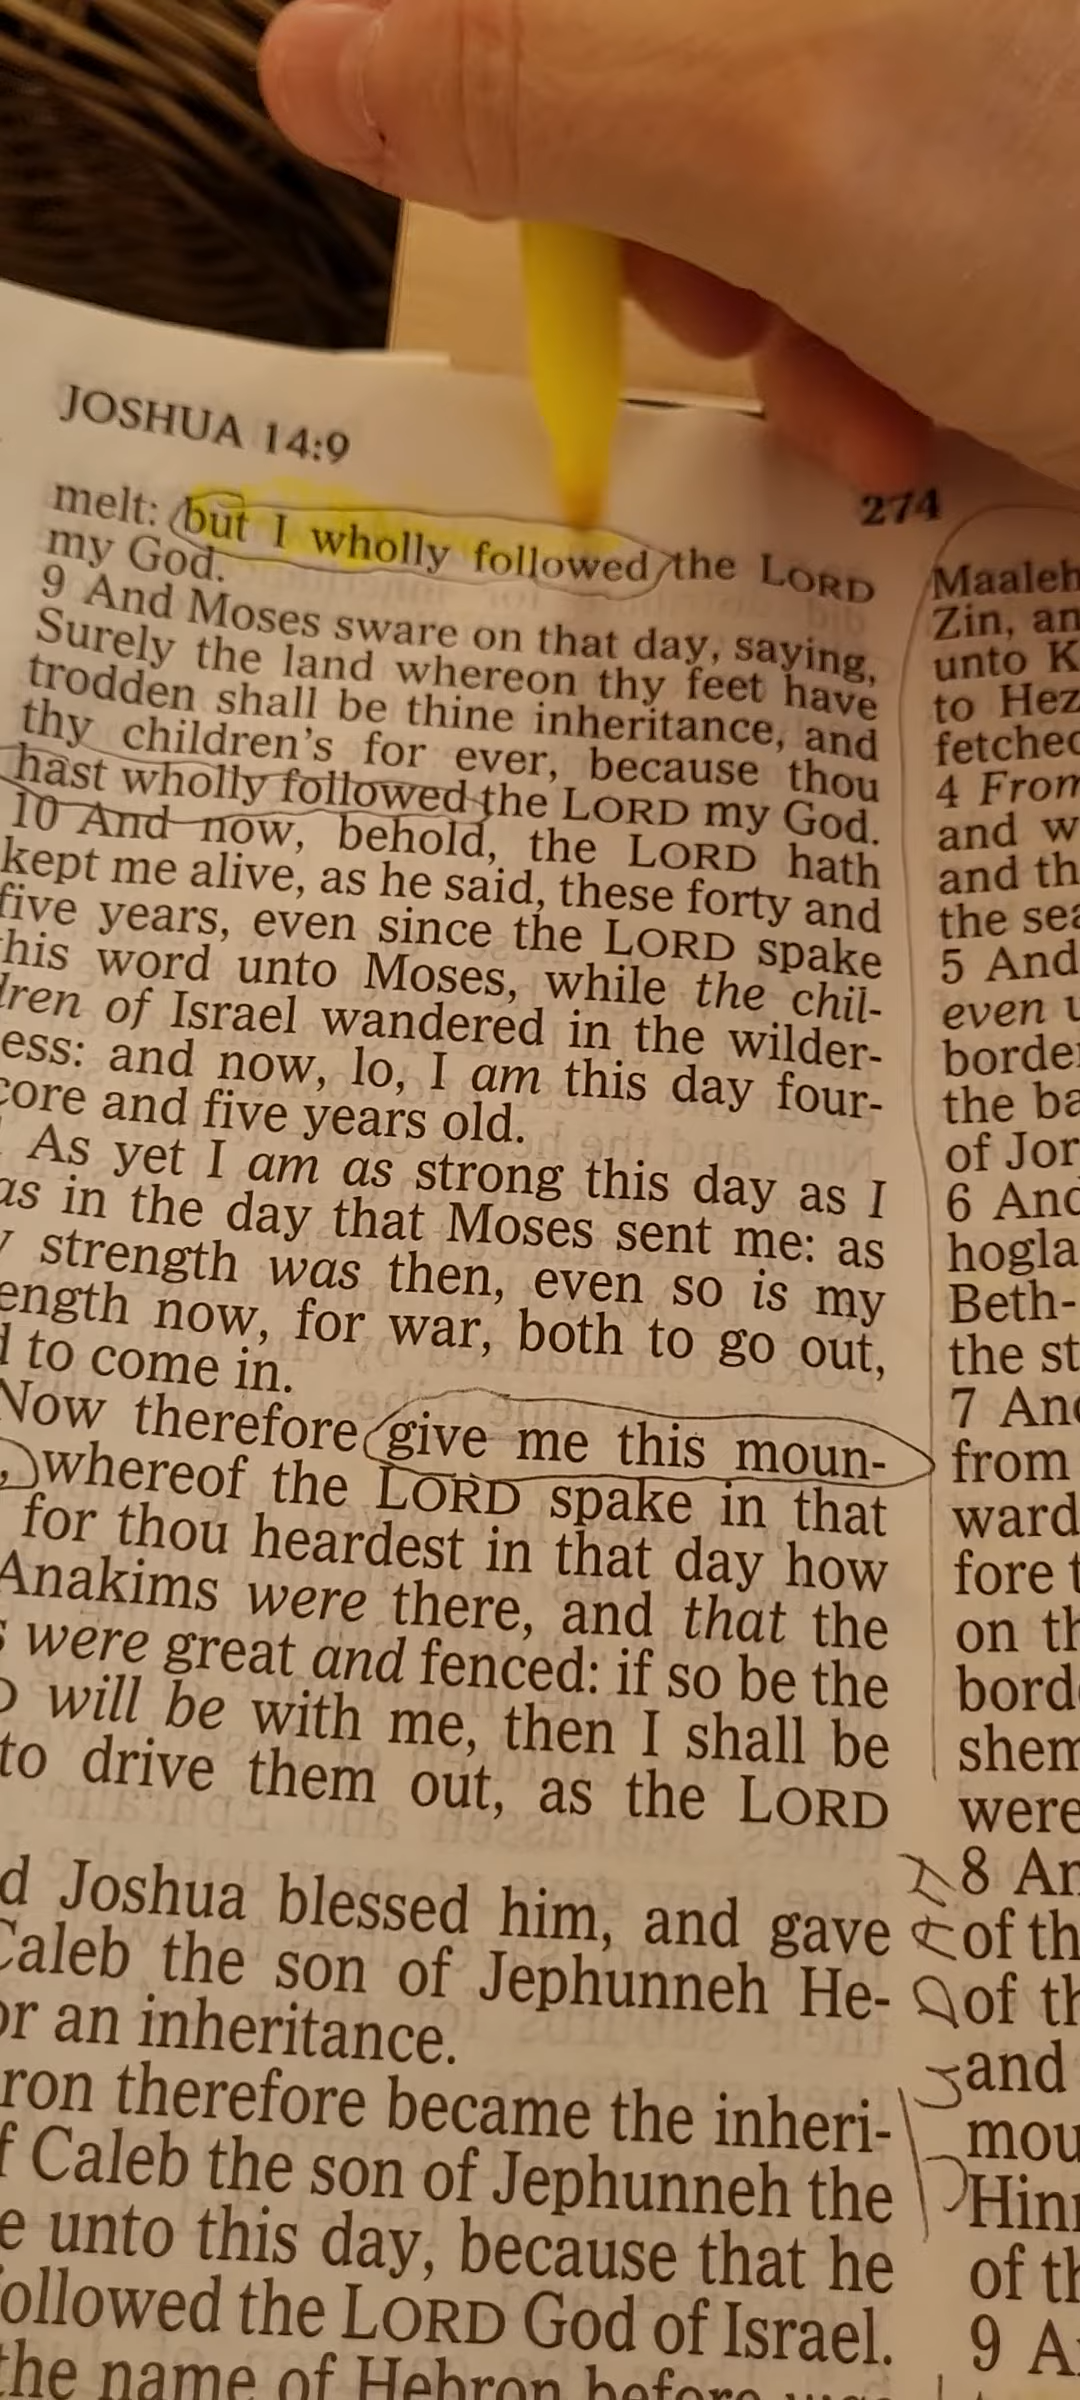 JOSHUA 14:9
274
melt: but I wholly followed the LORD
my God.
9 And Moses sware on that day, saying,
Surely the land whereon thy feet have
trodden shall be thine inheritance, and
thy children's for ever, because thou
hast wholly followed the LORD my God.
10 And now, behold, the LORD hath
kept me alive, as he said, these forty and
five years, even since the LORD spake
this word unto Moses, while the chil-
dren of Israel wandered in the wilder-
ess: and now, lo, I am this day four-
core and five years old.
As yet I am as strong this day as I
as in the day that Moses sent me: as
strength was then, even so is my
ength now, for war, both to go out,
d to come in.
Now therefore give me this moun-
, whereof the LORD spake in that
for thou heardest in that day how
Anakims were there, and that the
s were great and fenced: if so be the
D will be with me, then I shall be
to drive them out, as the LORD
d Joshua blessed him, and gave
Caleb the son of Jephunneh He-
or an inheritance.
ron therefore became the inheri-
f Caleb the son of Jephunneh the
e unto this day, because that he
followed the LORD God of Israel.
the name of Hebron before
Maaleh
Zin, an
unto K
to Hez
fetched
4 From
and w
and th
the sea
5 And
even u
border
the ba
of Jor
6 And
hogla
Beth-
the st
7 And
from
ward
fore t
on th
bord
shem
were
8 An
of th
of th
and
mou
Hinn
of th
9 A